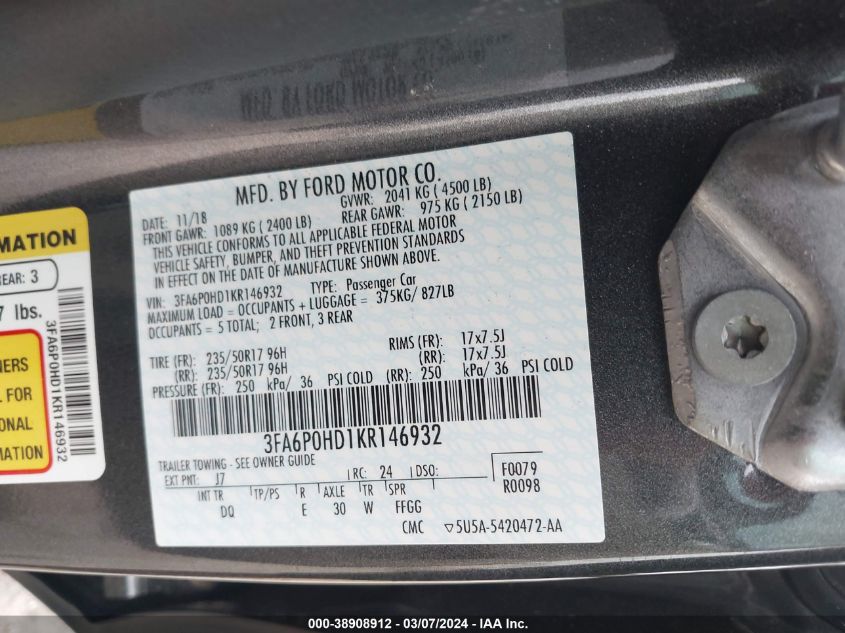 MFD. BY FORD MOTOR CO.
DATE: 11/18 GVWR: 2041 KG ( 4500 LB)
FRONT GAWR: 1089 KG ( 2400 LB) REAR GAWR: 975 KG ( 2150 LB)
THIS VEHICLE CONFORMS TO ALL APPLICABLE FEDERAL MOTOR
VEHICLE SAFETY, BUMPER, AND THEFT PREVENTION STANDARDS
IN EFFECT ON THE DATE OF MANUFACTURE SHOWN ABOVE.
VIN: 3FA6P0HD1KR146932 TYPE: Passenger Car
MAXIMUM LOAD = OCCUPANTS + LUGGAGE = 375KG/ 827LB
OCCUPANTS = 5 TOTAL; 2 FRONT, 3 REAR
TIRE (FR): 235/50R17 96H RIMS (FR): 17x7.5J
(RR): 235/50R17 96H (RR): 17x7.5J
PRESSURE (FR): 250 kPa/ 36 PSI COLD (RR): 250 kPa/ 36 PSI COLD
3FA6P0HD1KR146932
TRAILER TOWING - SEE OWNER GUIDE
EXT PNT: J7 RC: 24 DSO: F0079
R0098
INT TR TP/PS R AXLE TR SPR
DQ E 30 W FFGG
CMC ▽5U5A-5420472-AA
MATION
REAR: 3
7 lbs.
NERS
L FOR
ONAL
ION
3FA6P0HD1KR146932
000-38908912 / 03/07/2024 - IAA Inc.